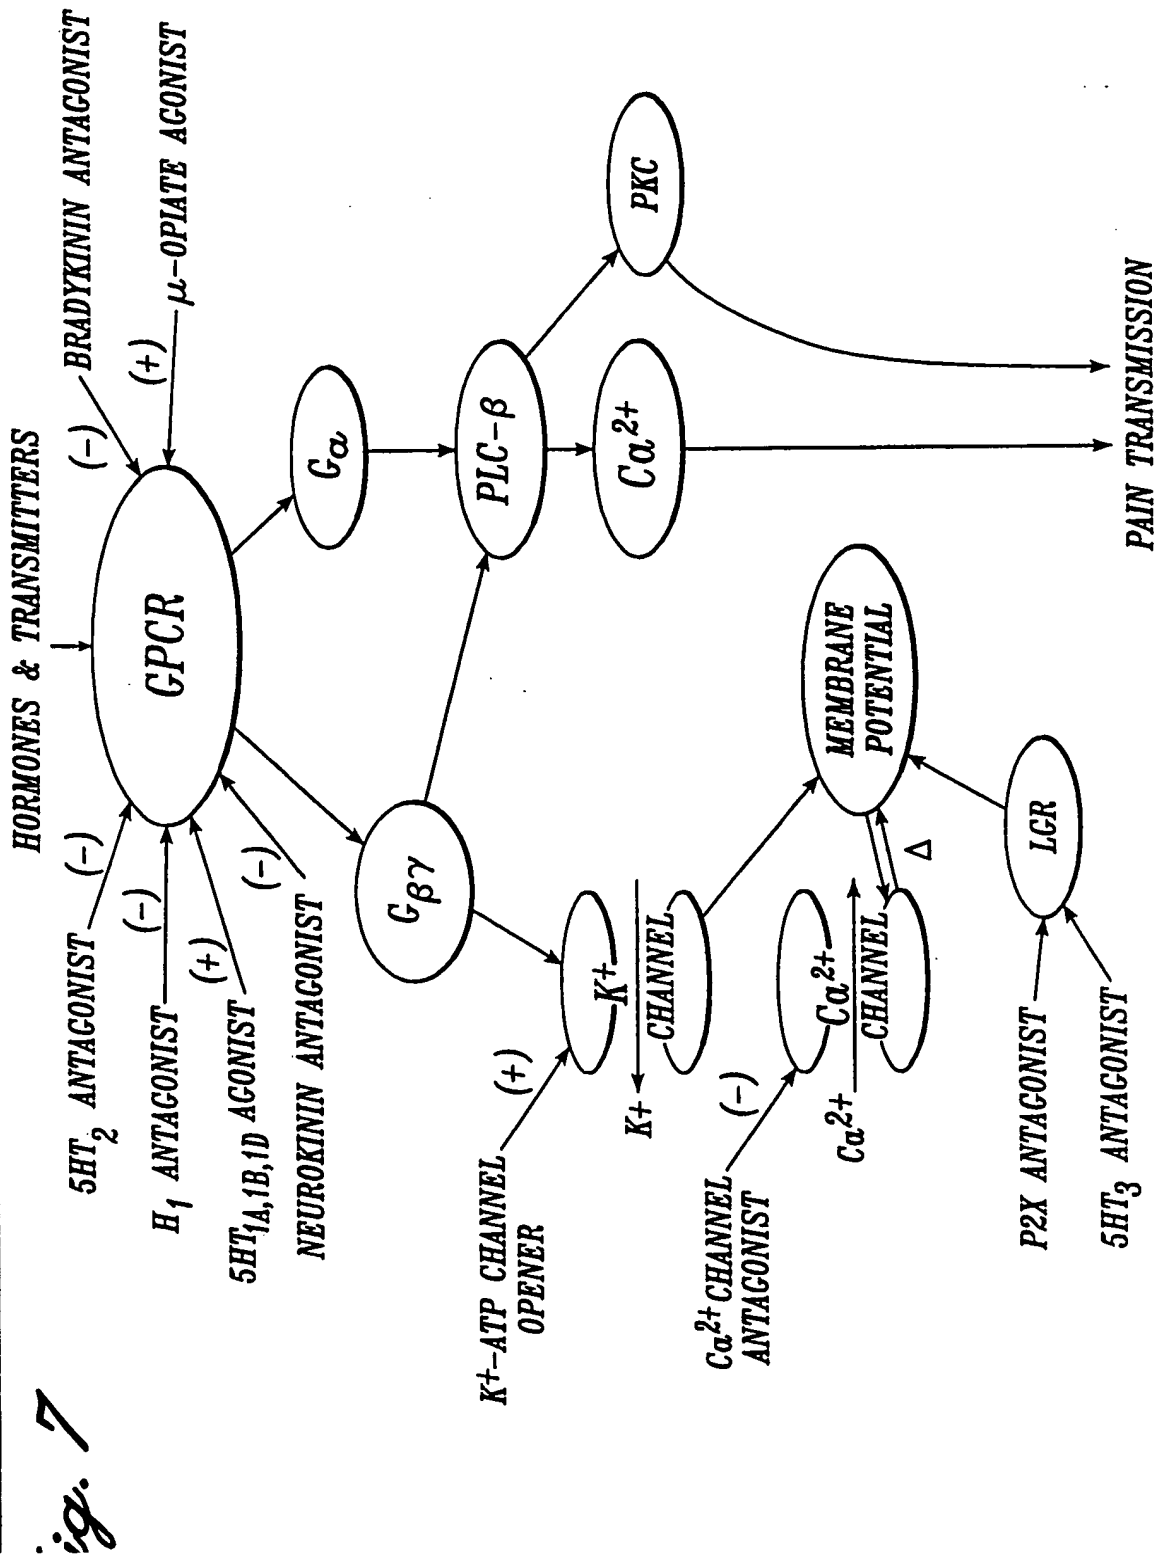 ig. 7
HORMONES & TRANSMITTERS
5HT2 ANTAGONIST
(-)
H1 ANTAGONIST
(-)
5HT1A,1B,1D AGONIST
(+)
NEUROKININ ANTAGONIST
(-)
GPCR
(-)
BRADYKININ ANTAGONIST
(+)
μ-OPIATE AGONIST
Gα
Gβγ
PLC-β
PKC
Ca2+
K+-ATP CHANNEL
OPENER
(+)
K+
CHANNEL
K+
Ca2+ CHANNEL
ANTAGONIST
(-)
Ca2+
CHANNEL
Ca2+
MEMBRANE
POTENTIAL
Δ
LGR
P2X ANTAGONIST
5HT3 ANTAGONIST
PAIN TRANSMISSION